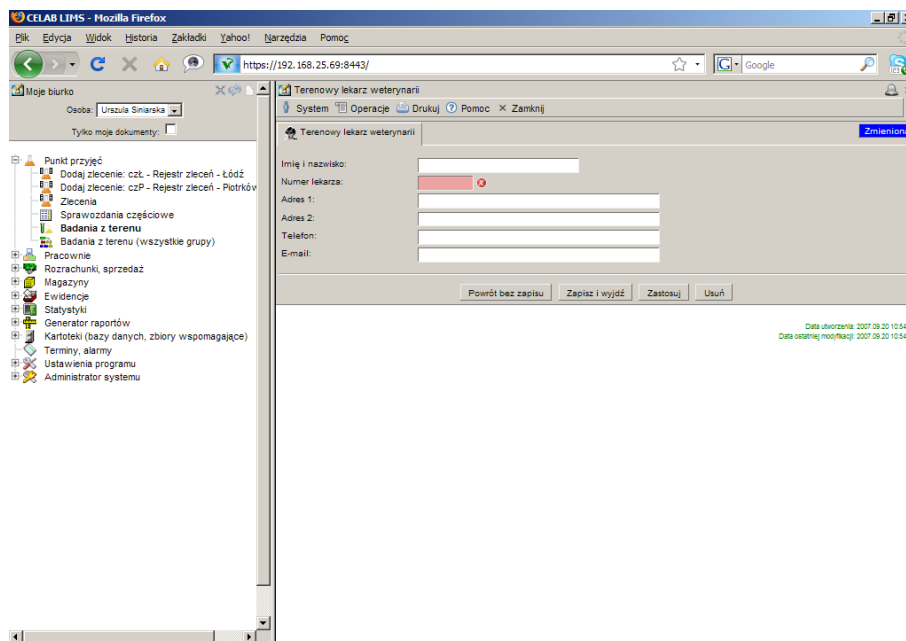 CELAB LIMS - Mozilla Firefox
Plik Edycja Widok Historia Zakładki Yahoo! Narzędzia Pomoc
https://192.168.25.69:8443/
G Google
Moje biurko
Osoba: Urszula Siniarska
Tylko moje dokumenty:
Punkt przyjęć
Dodaj zlecenie: czŁ - Rejestr zleceń - Łódź
Dodaj zlecenie: czP - Rejestr zleceń - Piotrków
Zlecenia
Sprawozdania częściowe
Badania z terenu
Badania z terenu (wszystkie grupy)
Pracownie
Rozrachunki, sprzedaż
Magazyny
Ewidencje
Statystyki
Generator raportów
Kartoteki (bazy danych, zbiory wspomagające)
Terminy, alarmy
Ustawienia programu
Administrator systemu
Terenowy lekarz weterynarii
System Operacje Drukuj Pomoc Zamknij
Terenowy lekarz weterynarii
Zmienion
Imię i nazwisko:
Numer lekarza:
Adres 1:
Adres 2:
Telefon:
E-mail:
Powrót bez zapisu Zapisz i wyjdź Zastosuj Usuń
Data utworzenia: 2007.09.20 10:54
Data ostatniej modyfikacji: 2007.09.20 10:54